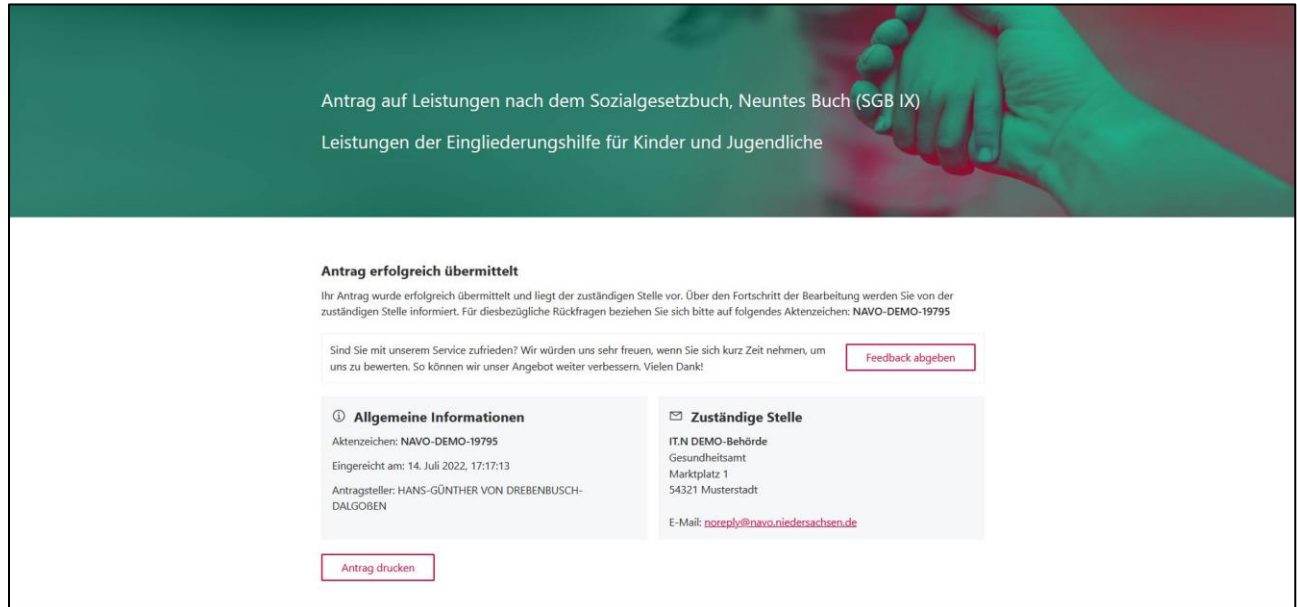 Antrag auf Leistungen nach dem Sozialgesetzbuch, Neuntes Buch (SGB IX)
Leistungen der Eingliederungshilfe für Kinder und Jugendliche
Antrag erfolgreich übermittelt
Ihr Antrag wurde erfolgreich übermittelt und liegt der zuständigen Stelle vor. Über den Fortschritt der Bearbeitung werden Sie von der
zuständigen Stelle informiert. Für diesbezügliche Rückfragen beziehen Sie sich bitte auf folgendes Aktenzeichen: NAVO-DEMO-19795
Sind Sie mit unserem Service zufrieden? Wir würden uns sehr freuen, wenn Sie sich kurz Zeit nehmen, um
uns zu bewerten. So können wir unser Angebot weiter verbessern. Vielen Dank!
Feedback abgeben
Allgemeine Informationen
Aktenzeichen: NAVO-DEMO-19795
Eingereicht am: 14. Juli 2022, 17:17:13
Antragsteller: HANS-GÜNTHER VON DREBENBUSCH-
DALGOßEN
Zuständige Stelle
IT.N DEMO-Behörde
Gesundheitsamt
Marktplatz 1
54321 Musterstadt
E-Mail: noreply@navo.niedersachsen.de
Antrag drucken